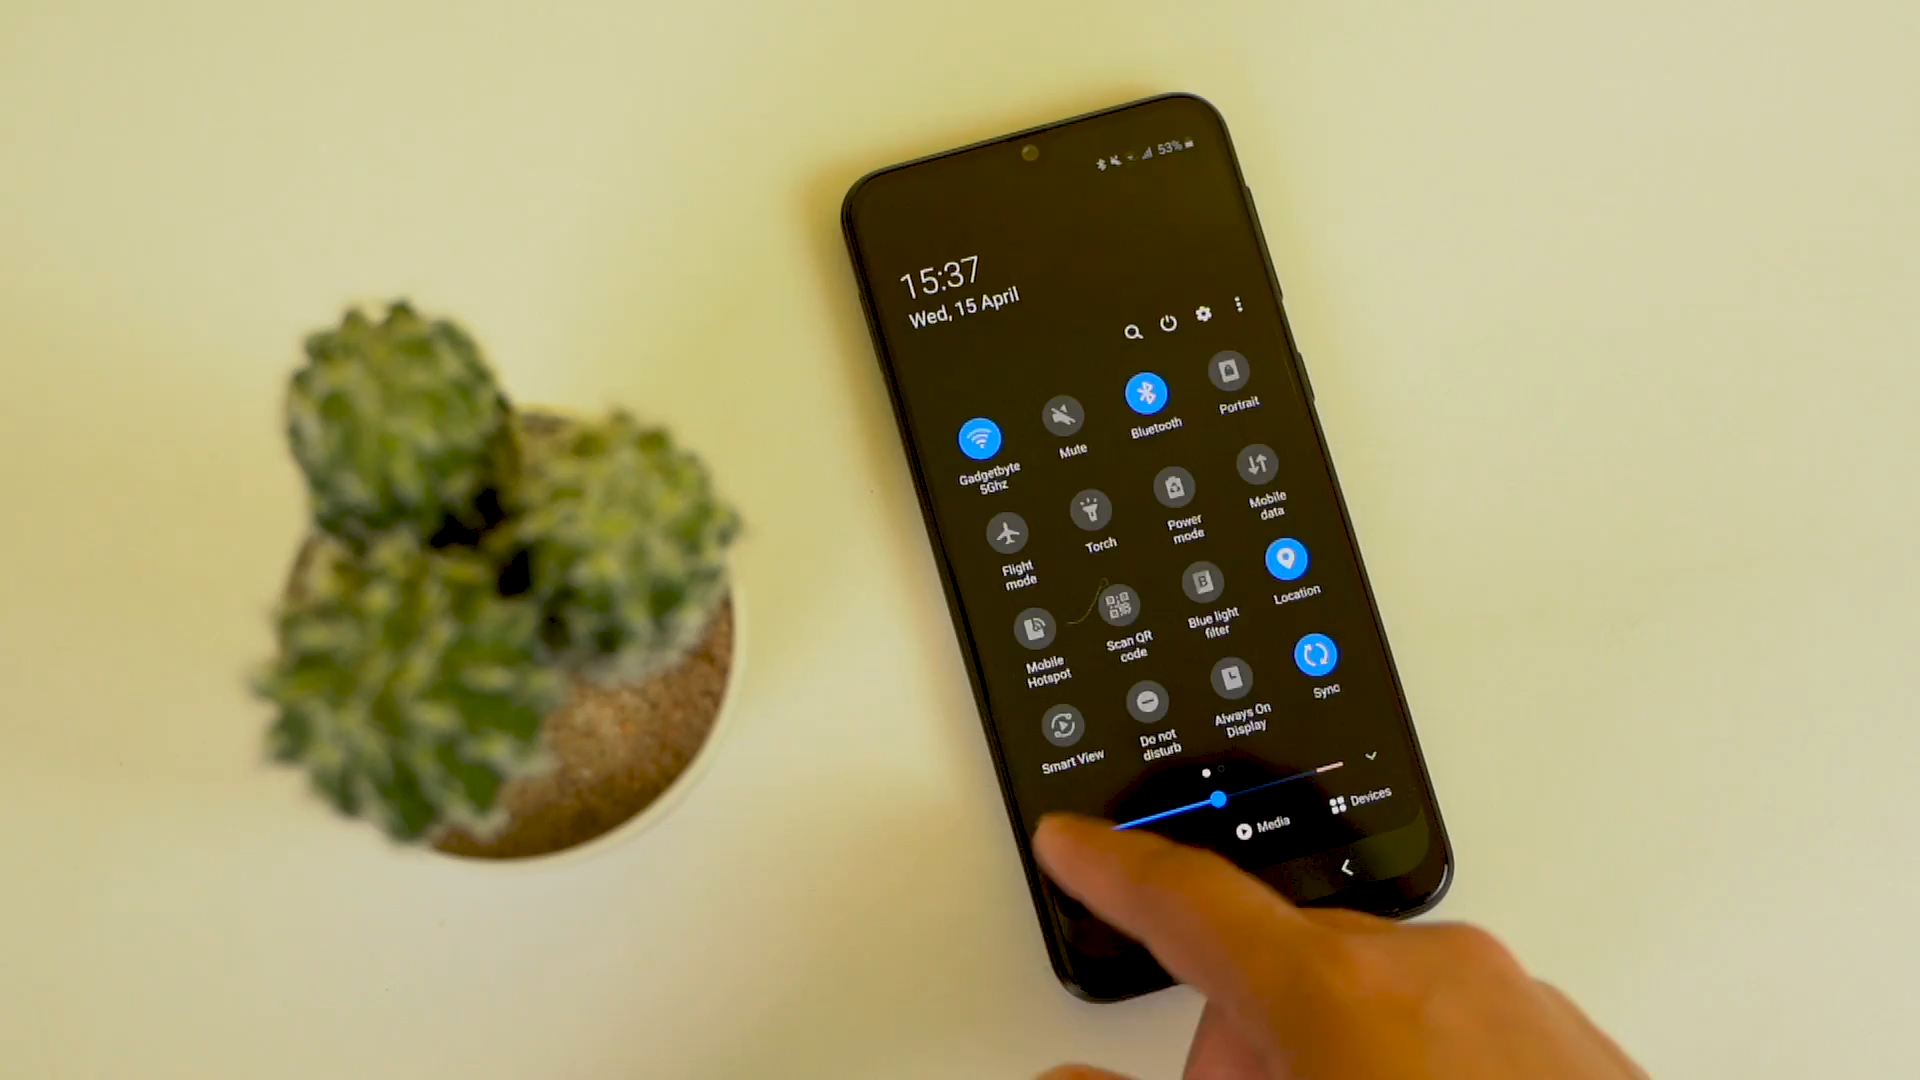 53%
15:37
Wed, 15 April
Gadgetbyte
5Ghz
Mute
Bluetooth
Portrait
Flight
mode
Torch
Power
mode
Mobile
data
Mobile
Hotspot
Scan QR
code
Blue light
filter
Location
Smart View
Do not
disturb
Always On
Display
Sync
Media
Devices